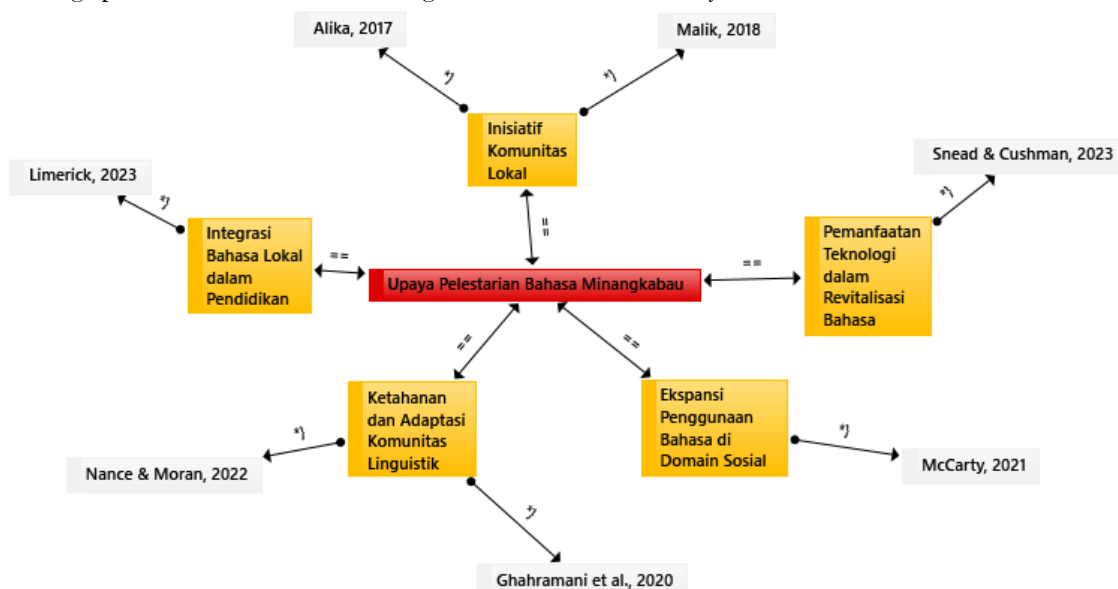 Alika, 2017
Malik, 2018
*}
*}
Inisiatif
Komunitas
Lokal
Snead & Cushman, 2023
Limerick, 2023
*}
*}
Integrasi
Bahasa Lokal
dalam
Pendidikan
Pemanfaatan
Teknologi
dalam
Revitalisasi
Bahasa
==
==
==
Upaya Pelestarian Bahasa Minangkabau
==
==
Ketahanan
dan Adaptasi
Komunitas
Linguistik
Ekspansi
Penggunaan
Bahasa di
Domain Sosial
*}
*}
Nance & Moran, 2022
McCarty, 2021
*}
Ghahramani et al., 2020